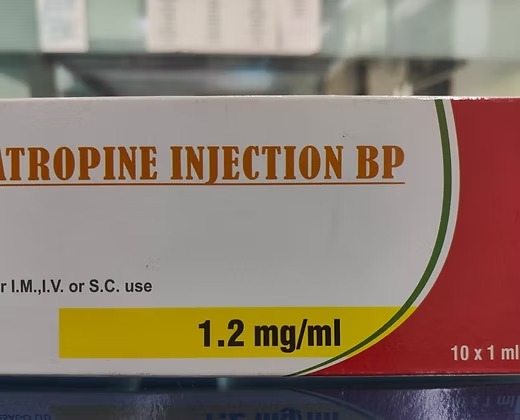 ATROPINE INJECTION BP
r I.M.,I.V. or S.C. use
1.2 mg/ml
10 x 1 ml